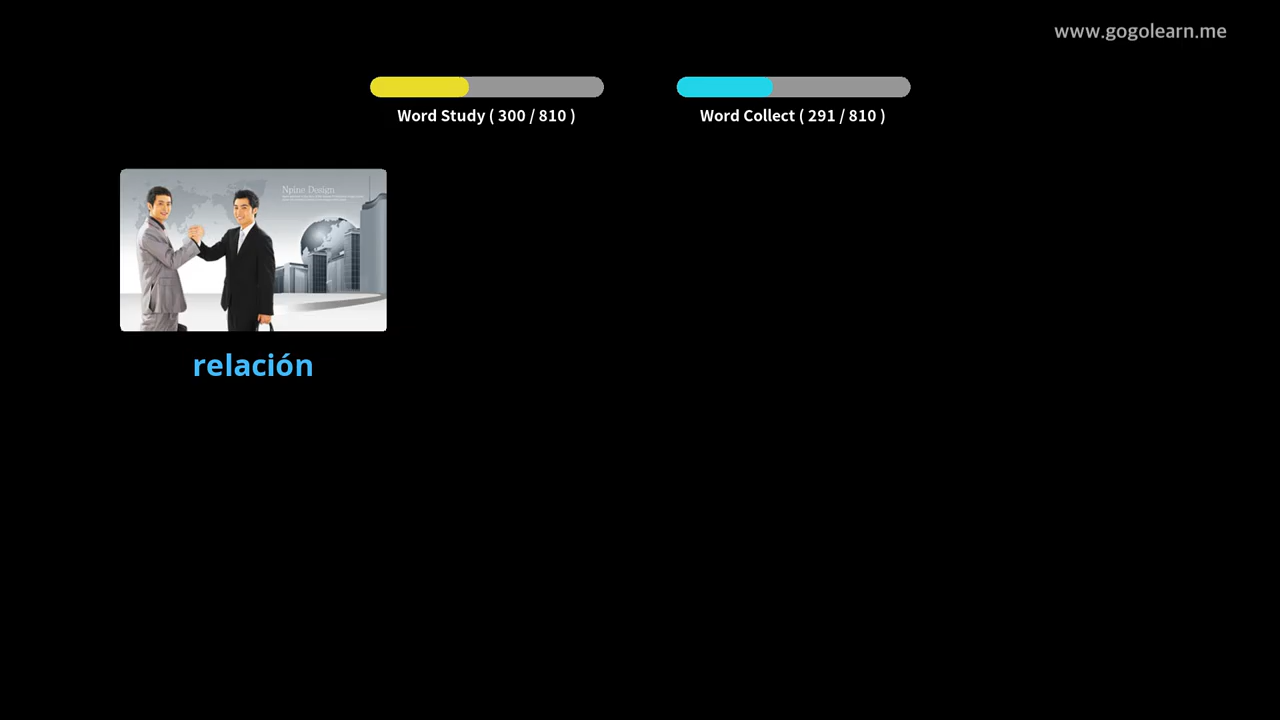 www.gogolearn.me
Word Study ( 300 / 810 )
Word Collect ( 291 / 810 )
Npine Design
relación